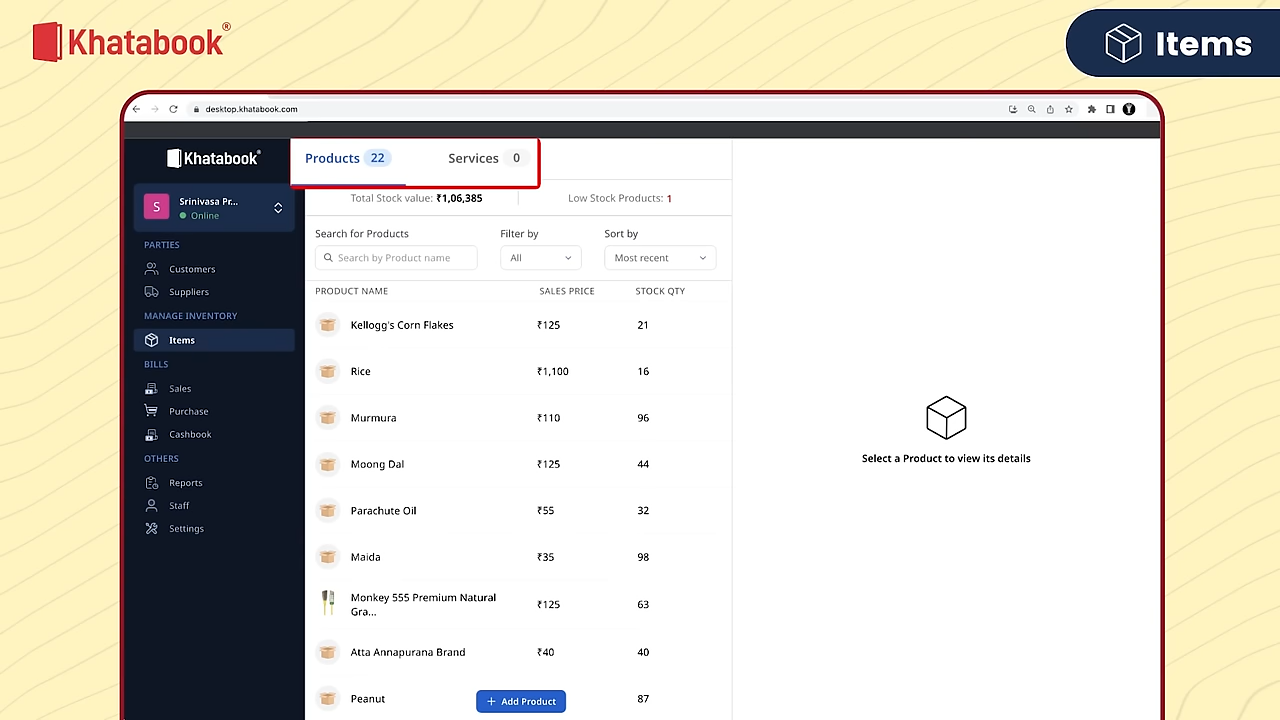 Khatabook®
Items
desktop.khatabook.com
Khatabook®
S
Srinivasa Pr...
Online
PARTIES
Customers
Suppliers
MANAGE INVENTORY
Items
BILLS
Sales
Purchase
Cashbook
OTHERS
Reports
Staff
Settings
Products 22 Services 0
Total Stock value: ₹1,06,385 Low Stock Products: 1
Search for Products Filter by Sort by
Search by Product name All Most recent
PRODUCT NAME SALES PRICE STOCK QTY
Kellogg's Corn Flakes ₹125 21
Rice ₹1,100 16
Murmura ₹110 96
Moong Dal ₹125 44
Parachute Oil ₹55 32
Maida ₹35 98
Monkey 555 Premium Natural
Gra... ₹125 63
Atta Annapurana Brand ₹40 40
Peanut 87
+ Add Product
Select a Product to view its details